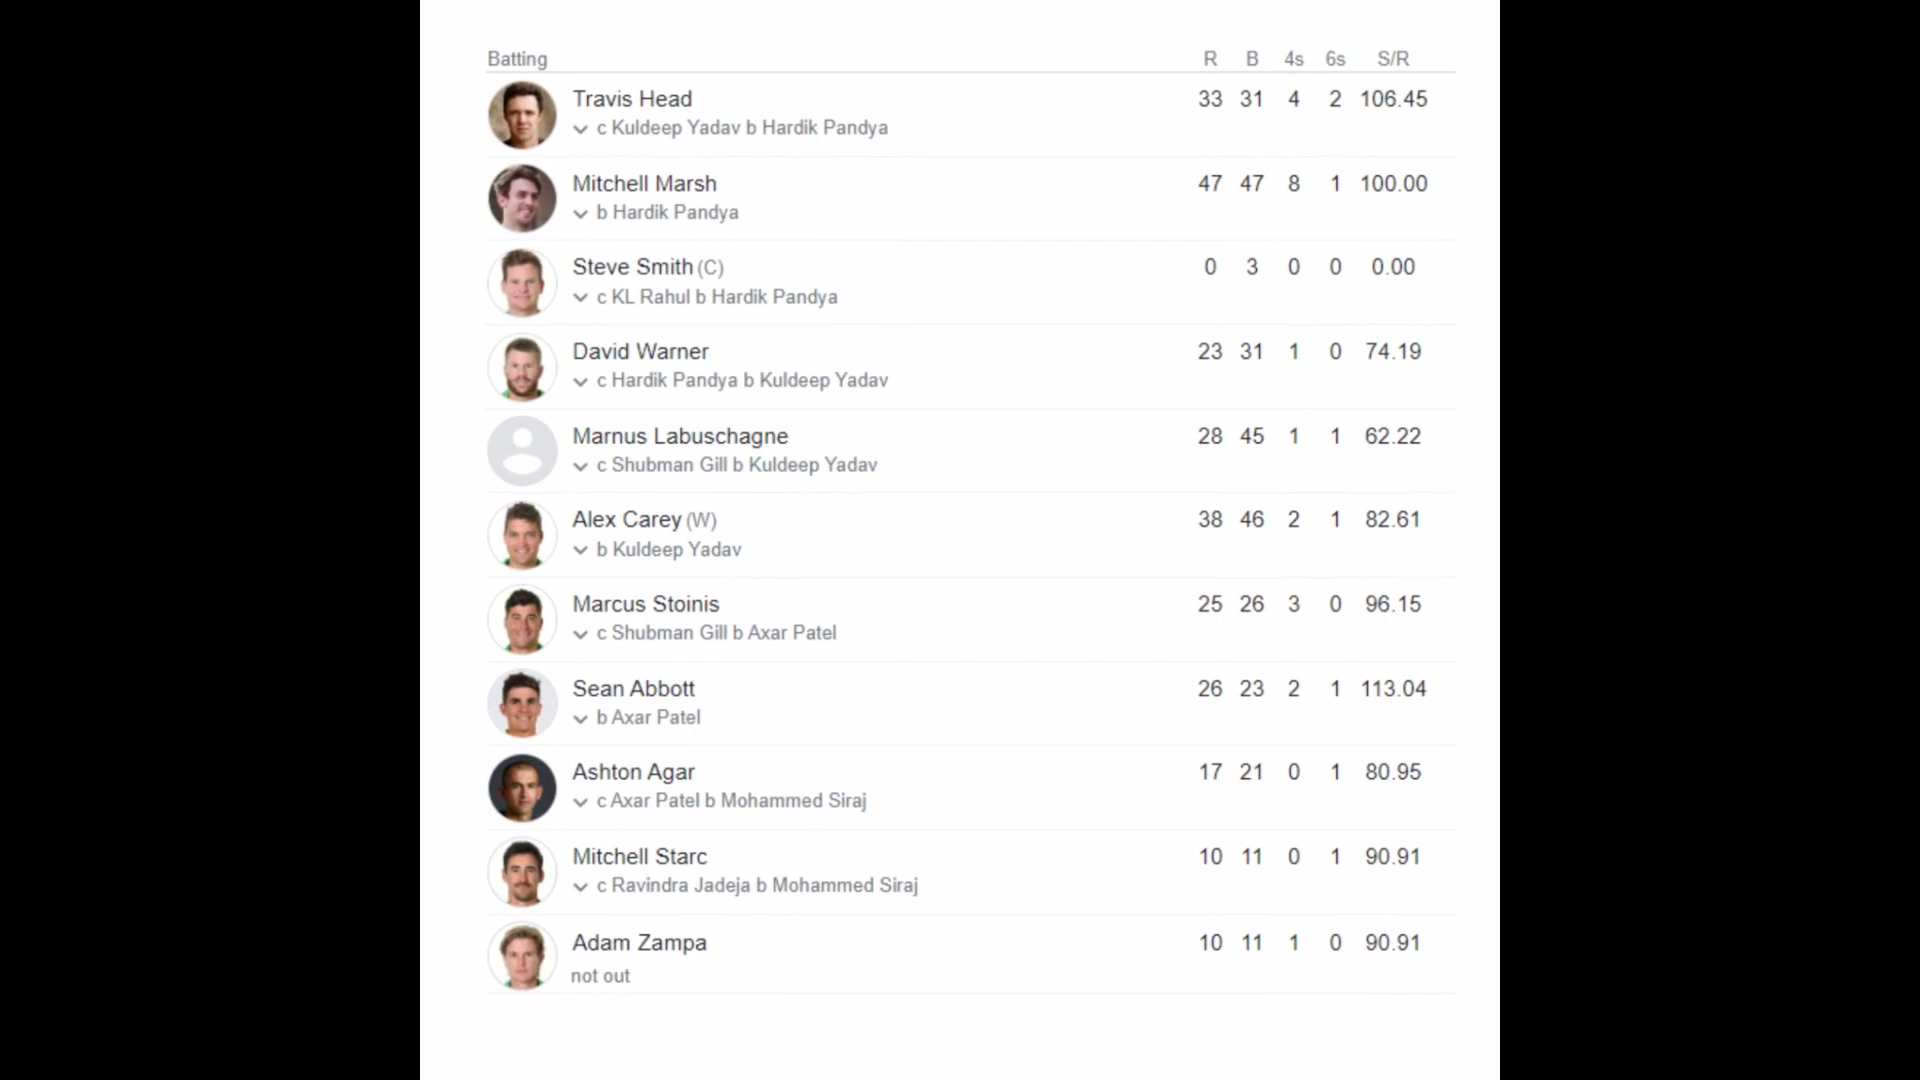 Batting R B 4s 6s S/R
Travis Head 33 31 4 2 106.45
c Kuldeep Yadav b Hardik Pandya
Mitchell Marsh 47 47 8 1 100.00
b Hardik Pandya
Steve Smith (C) 0 3 0 0 0.00
c KL Rahul b Hardik Pandya
David Warner 23 31 1 0 74.19
c Hardik Pandya b Kuldeep Yadav
Marnus Labuschagne 28 45 1 1 62.22
c Shubman Gill b Kuldeep Yadav
Alex Carey (W) 38 46 2 1 82.61
b Kuldeep Yadav
Marcus Stoinis 25 26 3 0 96.15
c Shubman Gill b Axar Patel
Sean Abbott 26 23 2 1 113.04
b Axar Patel
Ashton Agar 17 21 0 1 80.95
c Axar Patel b Mohammed Siraj
Mitchell Starc 10 11 0 1 90.91
c Ravindra Jadeja b Mohammed Siraj
Adam Zampa 10 11 1 0 90.91
not out